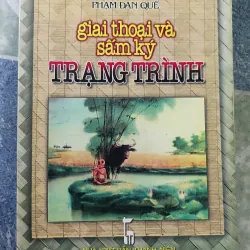 PHẠM ĐAN QUẾ
giai thoại và
sấm ký
TRẠNG TRÌNH